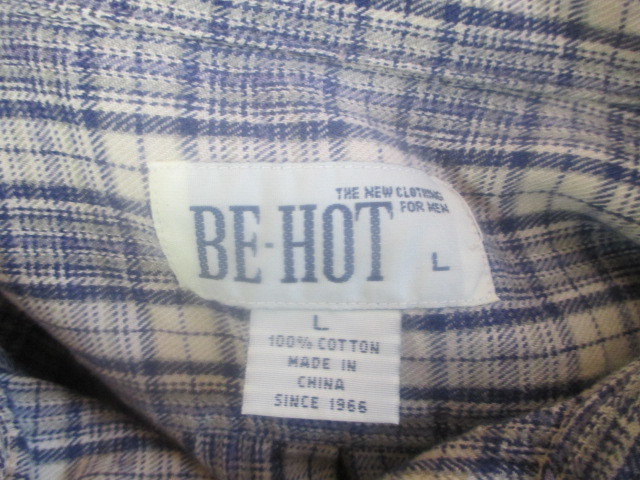 THE NEW CLOTHING
FOR MEN
BE-HOT
L
L
100% COTTON
MADE IN
CHINA
SINCE 1966